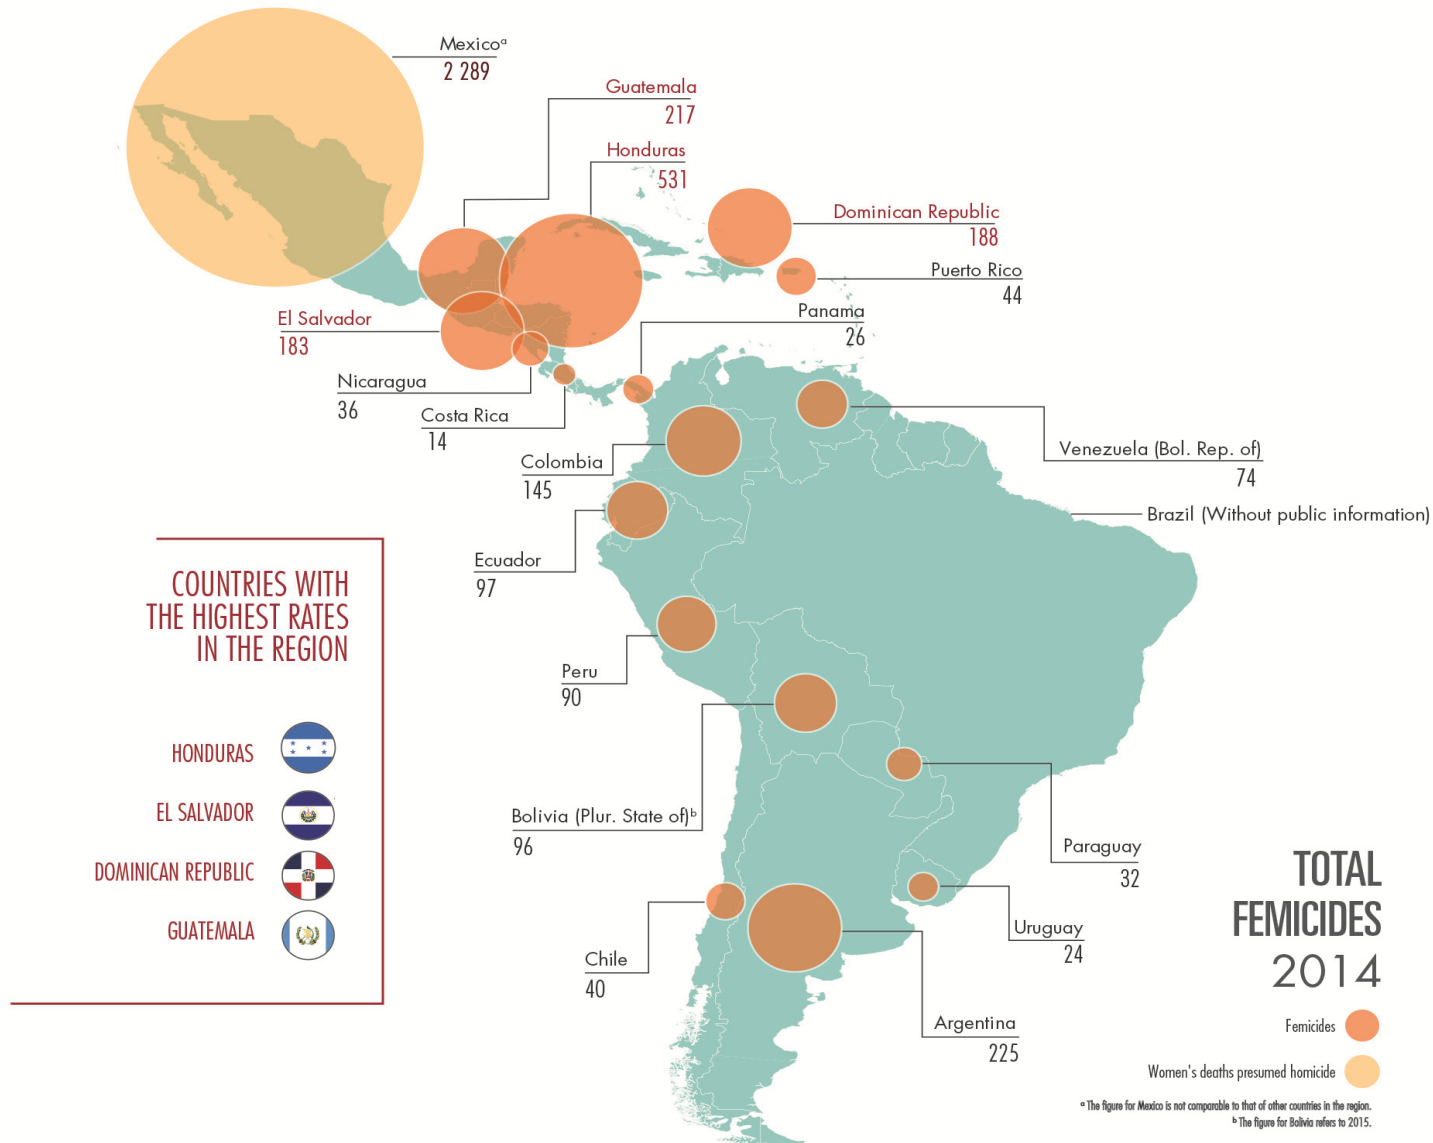 Mexicoᵃ
2 289
Guatemala
217
Honduras
531
Dominican Republic
188
Puerto Rico
44
Panama
26
El Salvador
183
Nicaragua
36
Costa Rica
14
Colombia
145
Venezuela (Bol. Rep. of)
74
Brazil (Without public information)
Ecuador
97
Peru
90
Bolivia (Plur. State of)ᵇ
96
Paraguay
32
Uruguay
24
Chile
40
Argentina
225
COUNTRIES WITH
THE HIGHEST RATES
IN THE REGION
HONDURAS
EL SALVADOR
DOMINICAN REPUBLIC
GUATEMALA
TOTAL
FEMICIDES
2014
Femicides
Women's deaths presumed homicide
ᵃ The figure for Mexico is not comparable to that of other countries in the region.
ᵇ The figure for Bolivia refers to 2015.